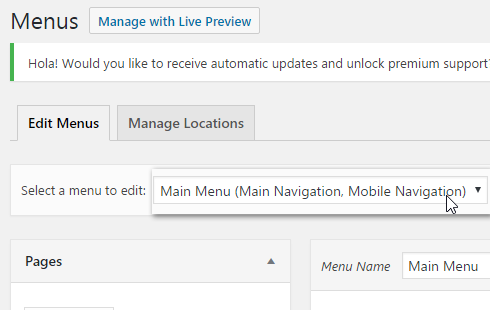 Menus Manage with Live Preview
Hola! Would you like to receive automatic updates and unlock premium support?
Edit Menus Manage Locations
Select a menu to edit: Main Menu (Main Navigation, Mobile Navigation)
Pages Menu Name Main Menu